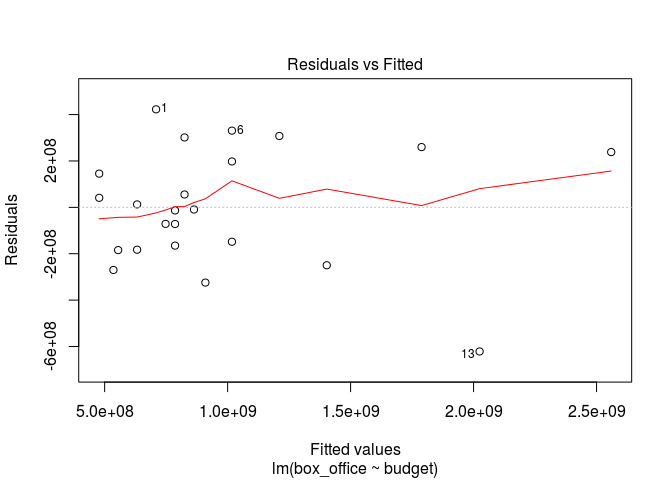 Residuals vs Fitted
Residuals
2e+08
-2e+08
-6e+08
1
6
13
5.0e+08 1.0e+09 1.5e+09 2.0e+09 2.5e+09
Fitted values
lm(box_office ~ budget)